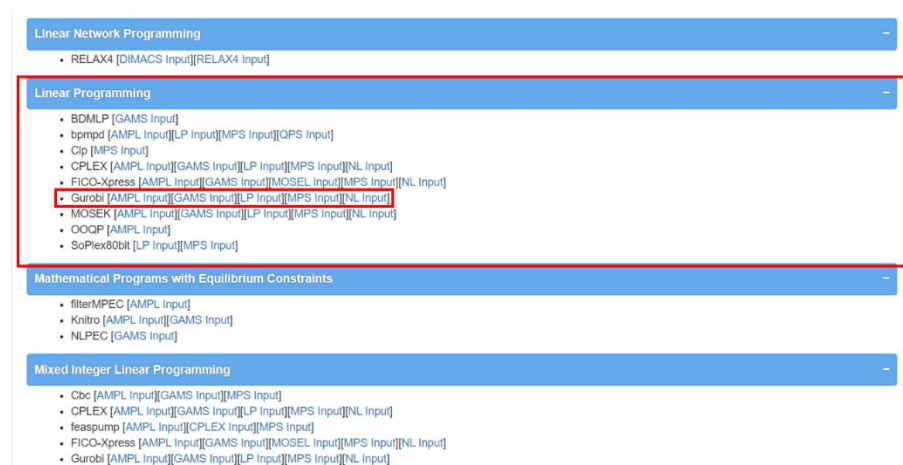 Linear Network Programming –
• RELAX4 [DIMACS Input][RELAX4 Input]
Linear Programming –
• BDMLP [GAMS Input]
• bpmpd [AMPL Input][LP Input][MPS Input][QPS Input]
• Clp [MPS Input]
• CPLEX [AMPL Input][GAMS Input][LP Input][MPS Input][NL Input]
• FICO-Xpress [AMPL Input][GAMS Input][MOSEL Input][MPS Input][NL Input]
• Gurobi [AMPL Input][GAMS Input][LP Input][MPS Input][NL Input]
• MOSEK [AMPL Input][GAMS Input][LP Input][MPS Input][NL Input]
• OOQP [AMPL Input]
• SoPlex80bit [LP Input][MPS Input]
Mathematical Programs with Equilibrium Constraints –
• filterMPEC [AMPL Input]
• Knitro [AMPL Input][GAMS Input]
• NLPEC [GAMS Input]
Mixed Integer Linear Programming –
• Cbc [AMPL Input][GAMS Input][MPS Input]
• CPLEX [AMPL Input][GAMS Input][LP Input][MPS Input][NL Input]
• feaspump [AMPL Input][CPLEX Input][MPS Input]
• FICO-Xpress [AMPL Input][GAMS Input][MOSEL Input][MPS Input][NL Input]
• Gurobi [AMPL Input][GAMS Input][LP Input][MPS Input][NL Input]